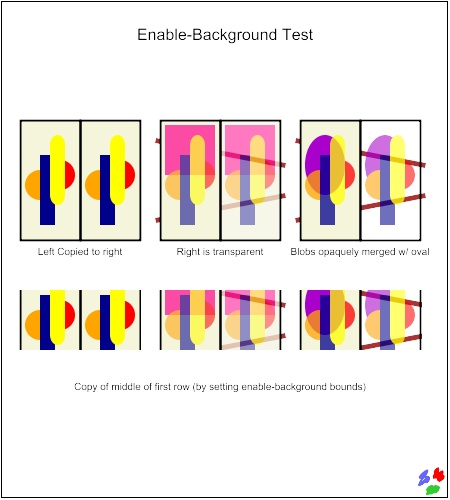 Enable-Background Test
Left Copied to right
Right is transparent
Blobs opaquely merged w/ oval
Copy of middle of first row (by setting enable-background bounds)